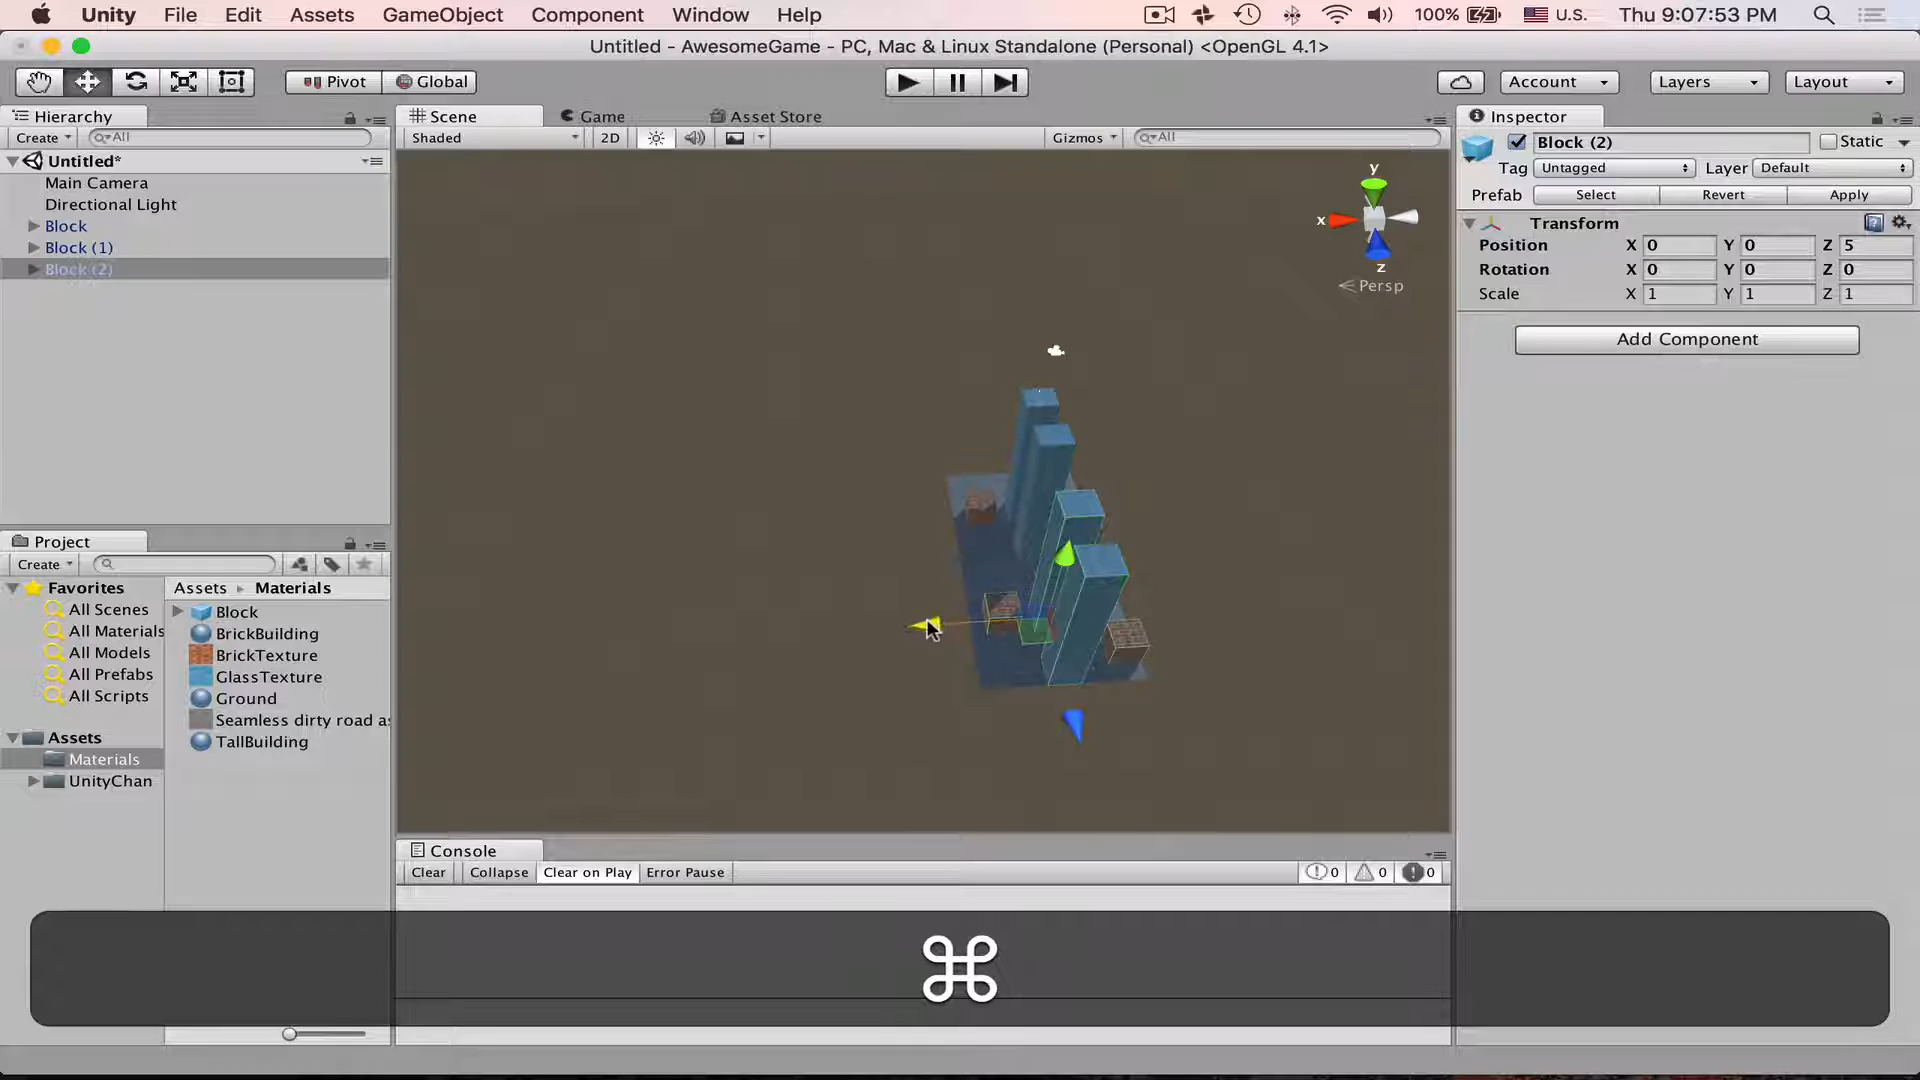 Unity File Edit Assets GameObject Component Window Help 100% U.S. Thu 9:07:53 PM
Untitled - AwesomeGame - PC, Mac & Linux Standalone (Personal) <OpenGL 4.1>
Pivot Global Account Layers Layout
Hierarchy Scene Game Asset Store Inspector
Create All Shaded 2D Gizmos All Block (2) Static
Untitled*
Tag Untagged Layer Default
Main Camera
Prefab Select Revert Apply
Directional Light
Block
Block (1)
Block (2)
Transform
Position X 0 Y 0 Z 5
Rotation X 0 Y 0 Z 0
Scale X 1 Y 1 Z 1
y
x
z
Persp
Add Component
Project
Create
Favorites
All Scenes
All Materials
All Models
All Prefabs
All Scripts
Assets
Materials
UnityChan
Assets Materials
Block
BrickBuilding
BrickTexture
GlassTexture
Ground
Seamless dirty road as
TallBuilding
Console
Clear Collapse Clear on Play Error Pause 0 0 0
⌘